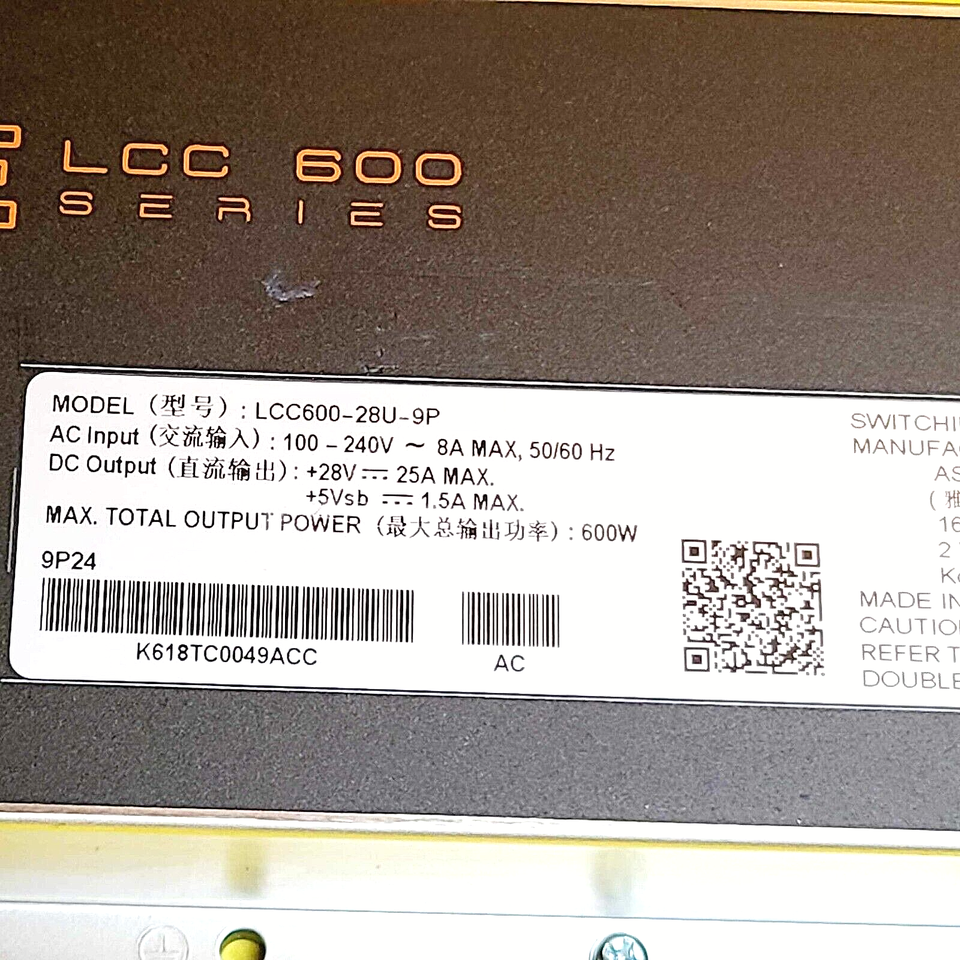 LCC 600
SERIES
MODEL (型号) : LCC600-28U-9P
AC Input (交流输入) : 100 - 240V ~ 8A MAX, 50/60 Hz
DC Output (直流输出) : +28V ⎓ 25A MAX.
+5Vsb ⎓ 1.5A MAX.
MAX. TOTAL OUTPUT POWER (最大总输出功率) : 600W
9P24
K618TC0049ACC
AC
SWITCHI
MANUFA
AS
(雅
16
2
K
MADE IN
CAUTIO
REFER T
DOUBLE